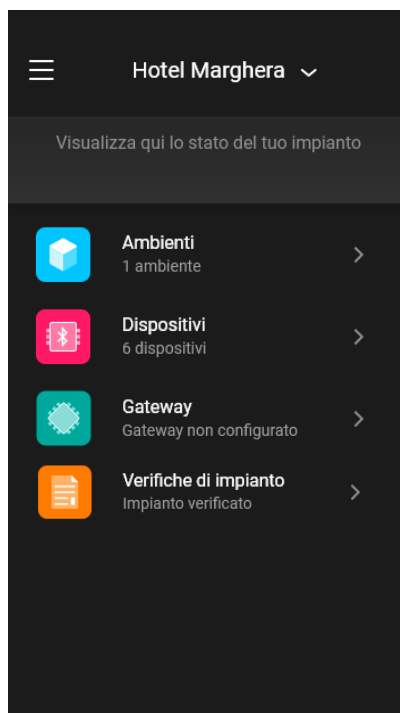 Hotel Marghera
Visualizza qui lo stato del tuo impianto
Ambienti
1 ambiente
Dispositivi
6 dispositivi
Gateway
Gateway non configurato
Verifiche di impianto
Impianto verificato